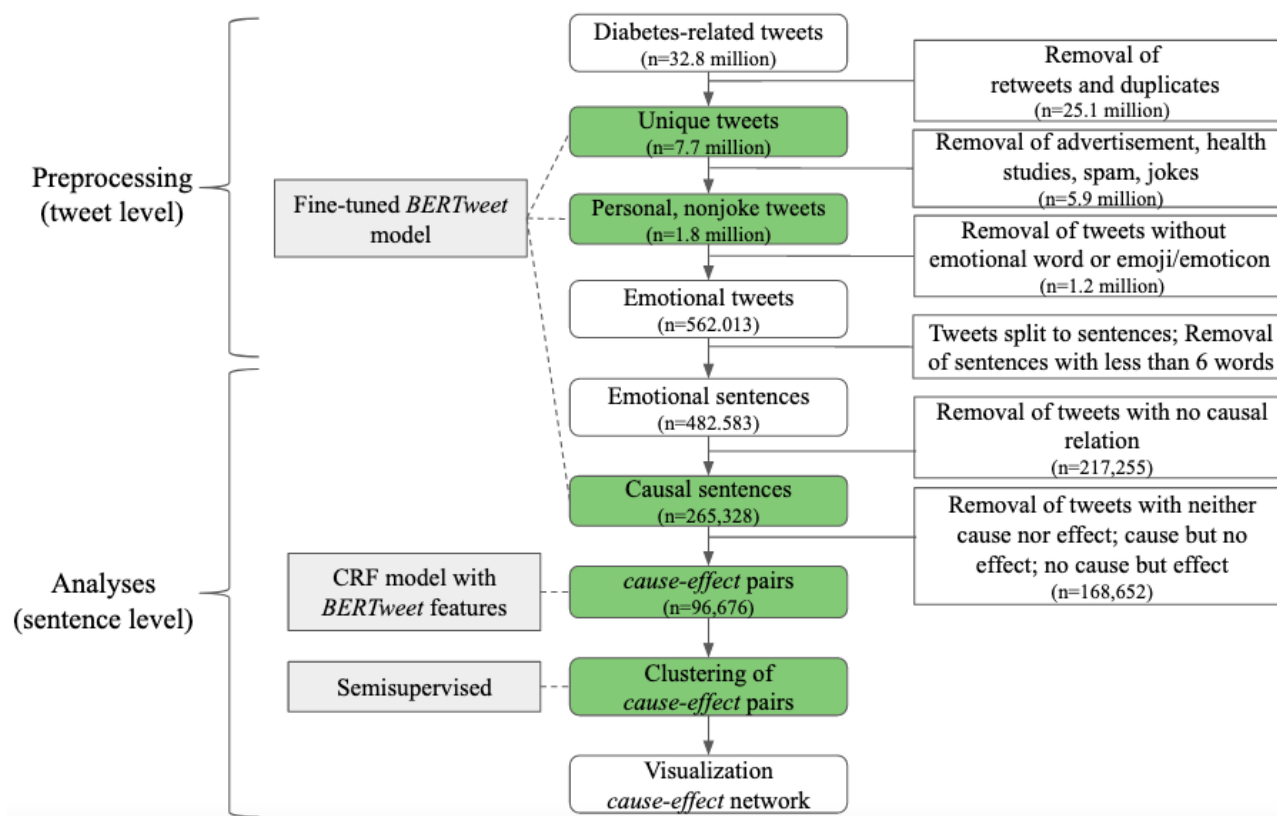 Diabetes-related tweets
(n=32.8 million)
Removal of
retweets and duplicates
(n=25.1 million)
Unique tweets
(n=7.7 million)
Removal of advertisement, health
studies, spam, jokes
(n=5.9 million)
Preprocessing
(tweet level)
Fine-tuned BERTweet
model
Personal, nonjoke tweets
(n=1.8 million)
Removal of tweets without
emotional word or emoji/emoticon
(n=1.2 million)
Emotional tweets
(n=562.013)
Tweets split to sentences; Removal
of sentences with less than 6 words
Emotional sentences
(n=482.583)
Removal of tweets with no causal
relation
(n=217,255)
Causal sentences
(n=265,328)
Removal of tweets with neither
cause nor effect; cause but no
effect; no cause but effect
(n=168,652)
Analyses
(sentence level)
CRF model with
BERTweet features
cause-effect pairs
(n=96,676)
Semisupervised
Clustering of
cause-effect pairs
Visualization
cause-effect network